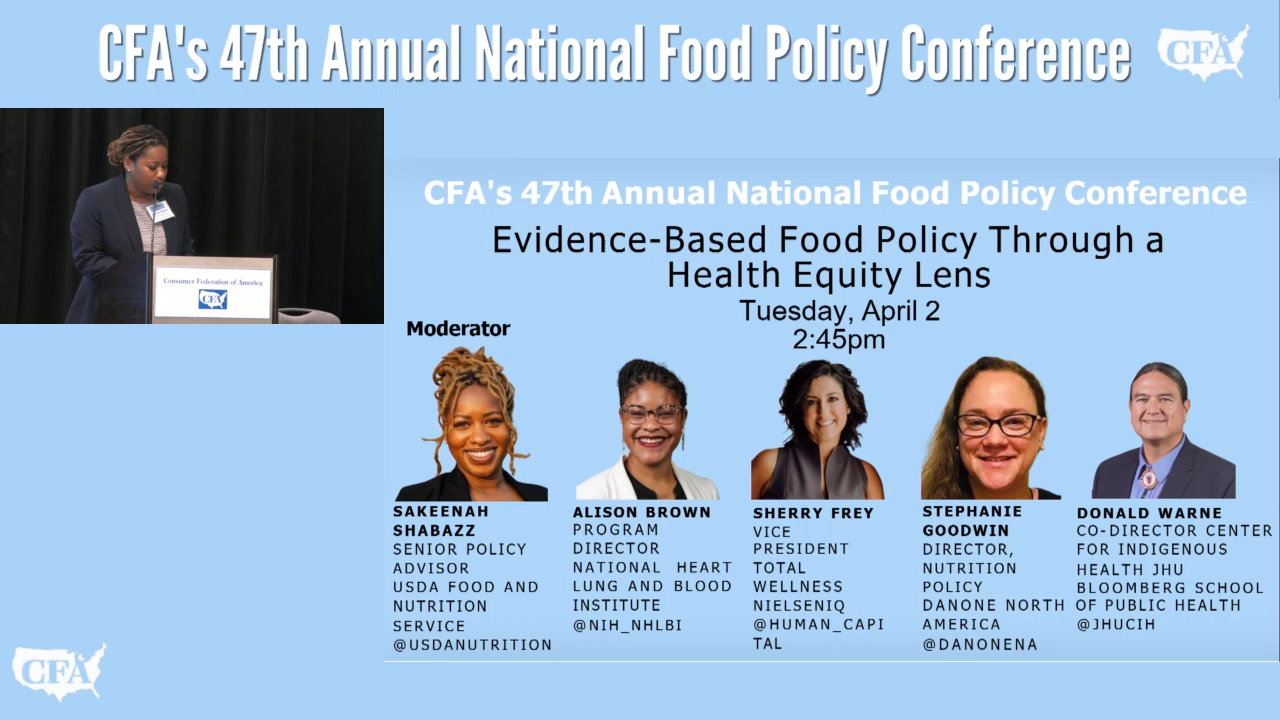 CFA's 47th Annual National Food Policy Conference
CFA
Consumer Federation of America
CFA
CFA's 47th Annual National Food Policy Conference
Evidence-Based Food Policy Through a
Health Equity Lens
Tuesday, April 2
2:45pm
Moderator
SAKEENAH
SHABAZZ
SENIOR POLICY
ADVISOR
USDA FOOD AND
NUTRITION
SERVICE
@USDANUTRITION
ALISON BROWN
PROGRAM
DIRECTOR
NATIONAL HEART
LUNG AND BLOOD
INSTITUTE
@NIH_NHLBI
SHERRY FREY
VICE
PRESIDENT
TOTAL
WELLNESS
NIELSENIQ
@HUMAN_CAPI
TAL
STEPHANIE
GOODWIN
DIRECTOR,
NUTRITION
POLICY
DANONE NORTH
AMERICA
@DANONENA
DONALD WARNE
CO-DIRECTOR CENTER
FOR INDIGENOUS
HEALTH JHU
BLOOMBERG SCHOOL
OF PUBLIC HEALTH
@JHUCIH
CFA